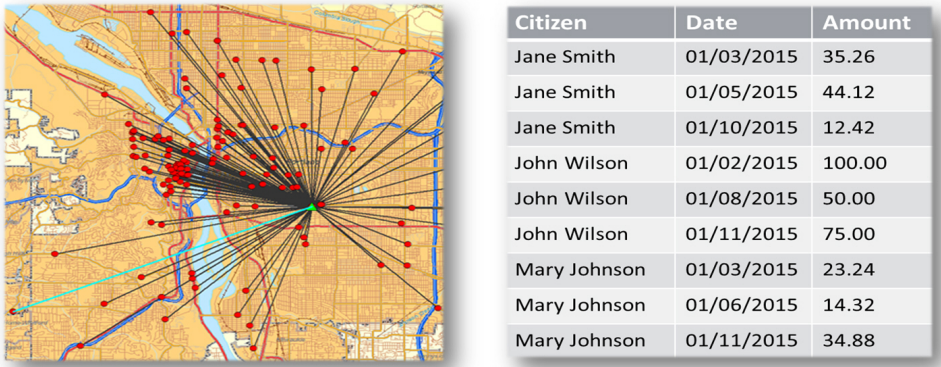 Citizen Date Amount
Jane Smith 01/03/2015 35.26
Jane Smith 01/05/2015 44.12
Jane Smith 01/10/2015 12.42
John Wilson 01/02/2015 100.00
John Wilson 01/08/2015 50.00
John Wilson 01/11/2015 75.00
Mary Johnson 01/03/2015 23.24
Mary Johnson 01/06/2015 14.32
Mary Johnson 01/11/2015 34.88